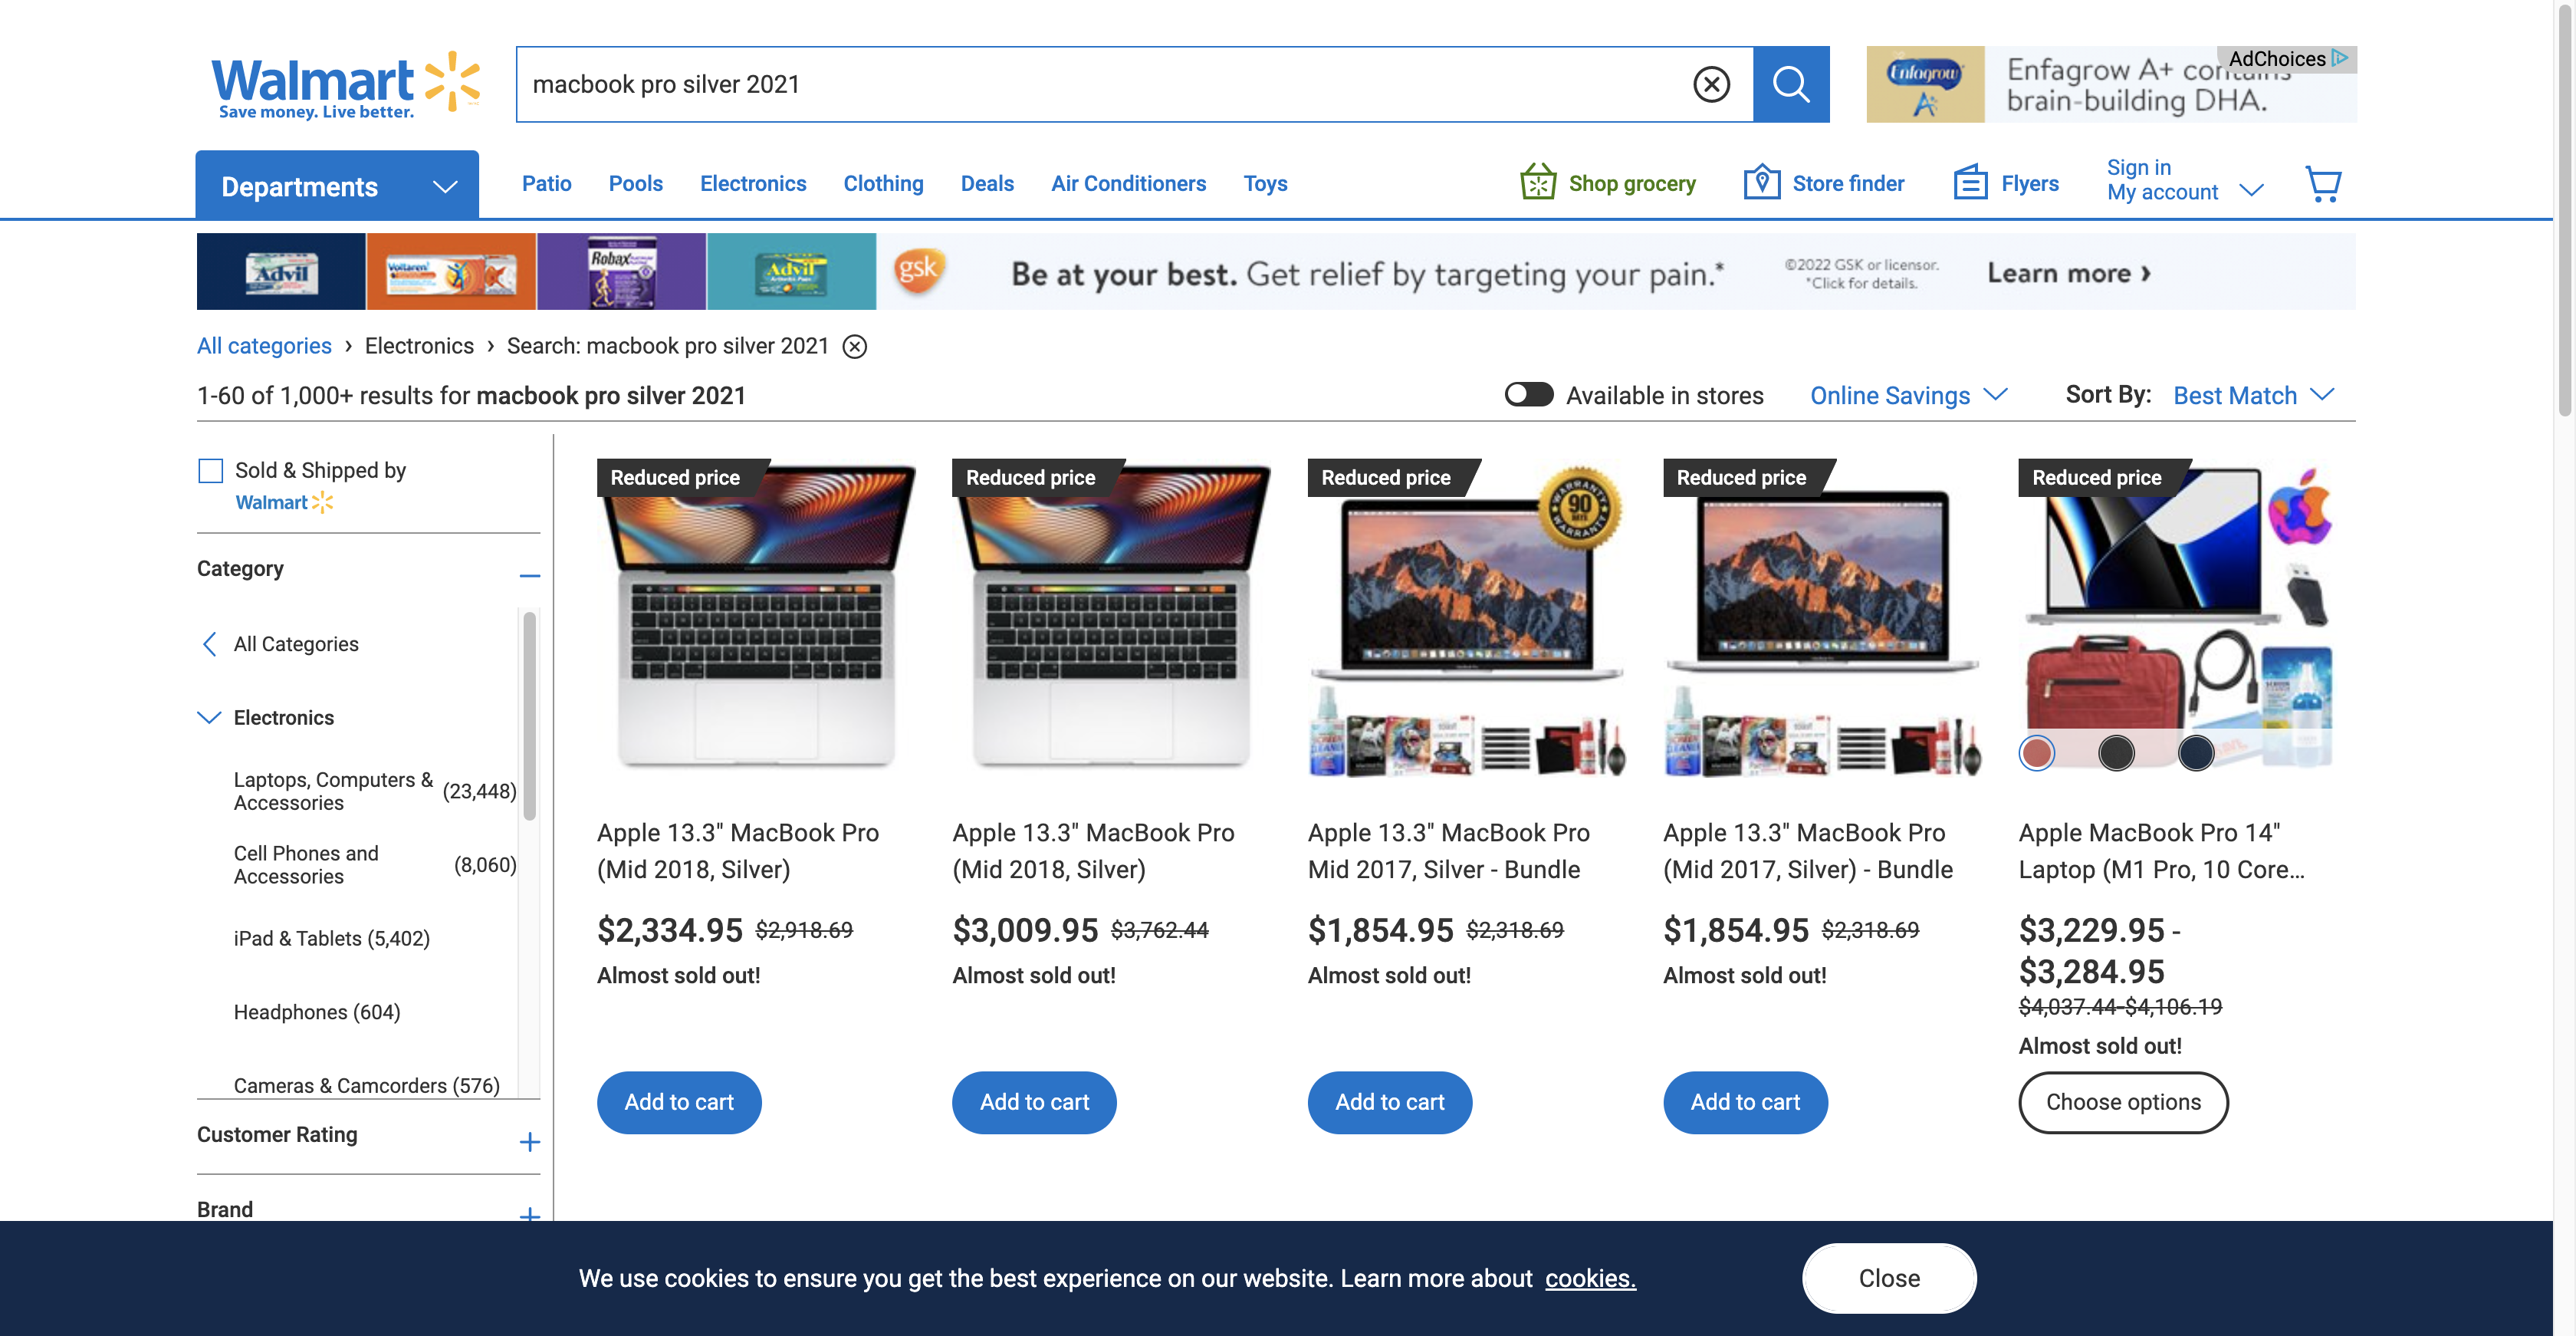 Walmart
Save money. Live better.
macbook pro silver 2021
Enfagrow
A+
AdChoices
Enfagrow A+ contains
brain-building DHA.
Departments
Patio
Pools
Electronics
Clothing
Deals
Air Conditioners
Toys
Shop grocery
Store finder
Flyers
Sign in
My account
Advil
Voltaren
Robax
Advil
gsk
Be at your best. Get relief by targeting your pain.*
©2022 GSK or licensor.
*Click for details.
Learn more ›
All categories › Electronics › Search: macbook pro silver 2021
1-60 of 1,000+ results for macbook pro silver 2021
Available in stores
Online Savings
Sort By: Best Match
Sold & Shipped by
Walmart
Category
All Categories
Electronics
Laptops, Computers &
Accessories
(23,448)
Cell Phones and
Accessories
(8,060)
iPad & Tablets (5,402)
Headphones (604)
Cameras & Camcorders (576)
Customer Rating
Brand
Reduced price
Apple 13.3" MacBook Pro
(Mid 2018, Silver)
$2,334.95 $2,918.69
Almost sold out!
Add to cart
Reduced price
Apple 13.3" MacBook Pro
(Mid 2018, Silver)
$3,009.95 $3,762.44
Almost sold out!
Add to cart
Reduced price
WARRANTY
90
WARRANTY
Apple 13.3" MacBook Pro
Mid 2017, Silver - Bundle
$1,854.95 $2,318.69
Almost sold out!
Add to cart
Reduced price
Apple 13.3" MacBook Pro
(Mid 2017, Silver) - Bundle
$1,854.95 $2,318.69
Almost sold out!
Add to cart
Reduced price
Apple MacBook Pro 14"
Laptop (M1 Pro, 10 Core...
$3,229.95 -
$3,284.95
$4,037.44-$4,106.19
Almost sold out!
Choose options
We use cookies to ensure you get the best experience on our website. Learn more about cookies.
Close